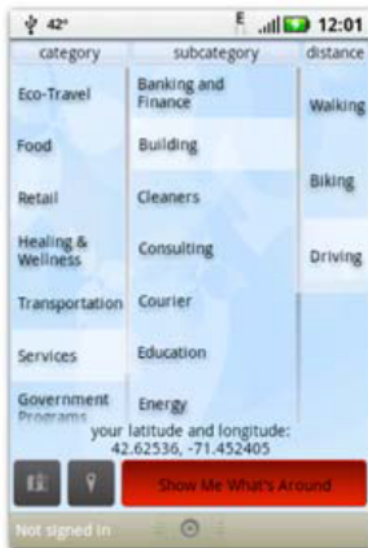 42° E 12:01
category subcategory distance
Eco-Travel
Food
Retail
Healing &
Wellness
Transportation
Services
Government
Programs
Banking and
Finance
Building
Cleaners
Consulting
Courier
Education
Energy
Walking
Biking
Driving
your latitude and longitude:
42.62536, -71.452405
Show Me What's Around
Not signed in